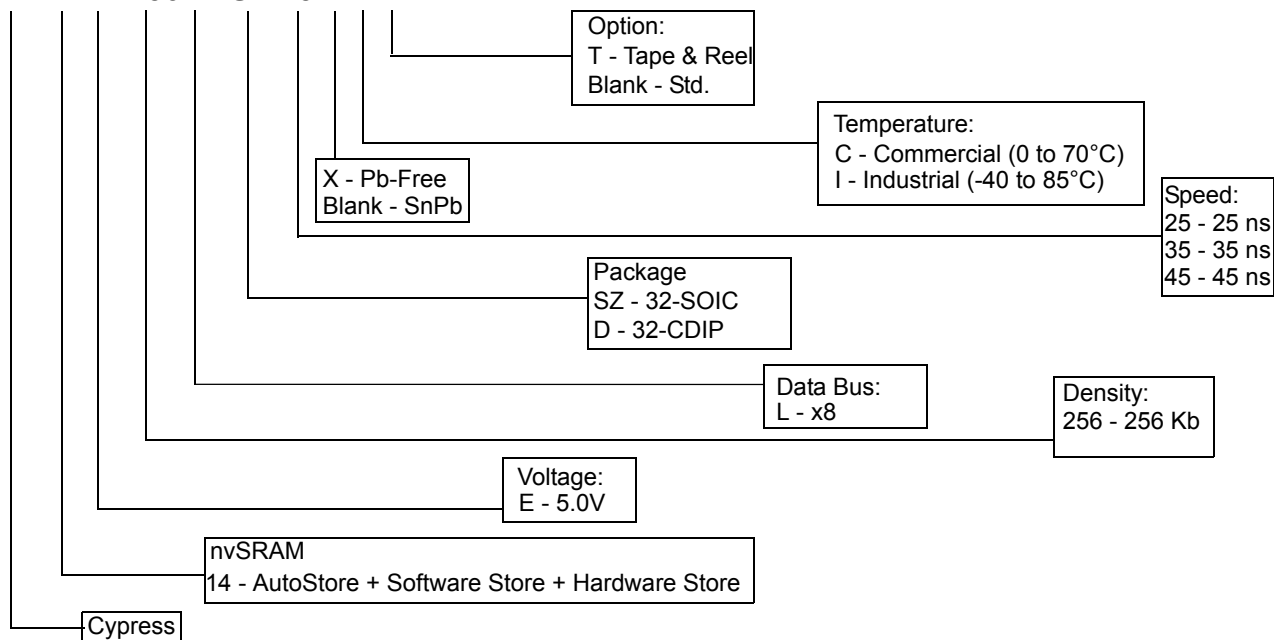 Option:
T - Tape & Reel
Blank - Std.
Temperature:
C - Commercial (0 to 70°C)
I - Industrial (-40 to 85°C)
X - Pb-Free
Blank - SnPb
Speed:
25 - 25 ns
35 - 35 ns
45 - 45 ns
Package
SZ - 32-SOIC
D - 32-CDIP
Data Bus:
L - x8
Density:
256 - 256 Kb
Voltage:
E - 5.0V
nvSRAM
14 - AutoStore + Software Store + Hardware Store
Cypress